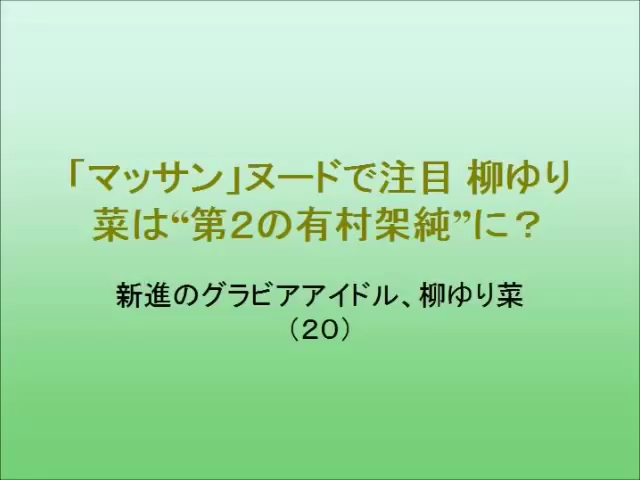 「マッサン」ヌードで注目 柳ゆり
菜は“第２の有村架純”に？
新進のグラビアアイドル、柳ゆり菜
（２０）